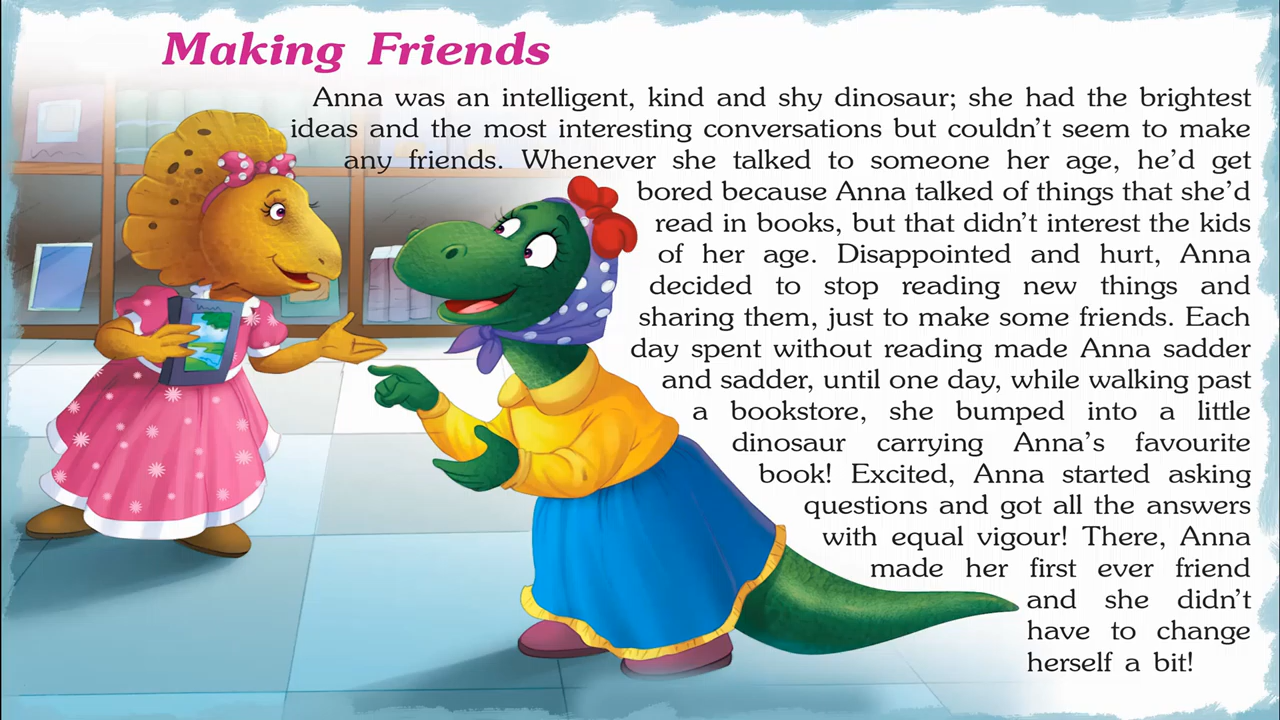 Making Friends
Anna was an intelligent, kind and shy dinosaur; she had the brightest
ideas and the most interesting conversations but couldn't seem to make
any friends. Whenever she talked to someone her age, he'd get
bored because Anna talked of things that she'd
read in books, but that didn't interest the kids
of her age. Disappointed and hurt, Anna
decided to stop reading new things and
sharing them, just to make some friends. Each
day spent without reading made Anna sadder
and sadder, until one day, while walking past
a bookstore, she bumped into a little
dinosaur carrying Anna's favourite
book! Excited, Anna started asking
questions and got all the answers
with equal vigour! There, Anna
made her first ever friend
and she didn't
have to change
herself a bit!